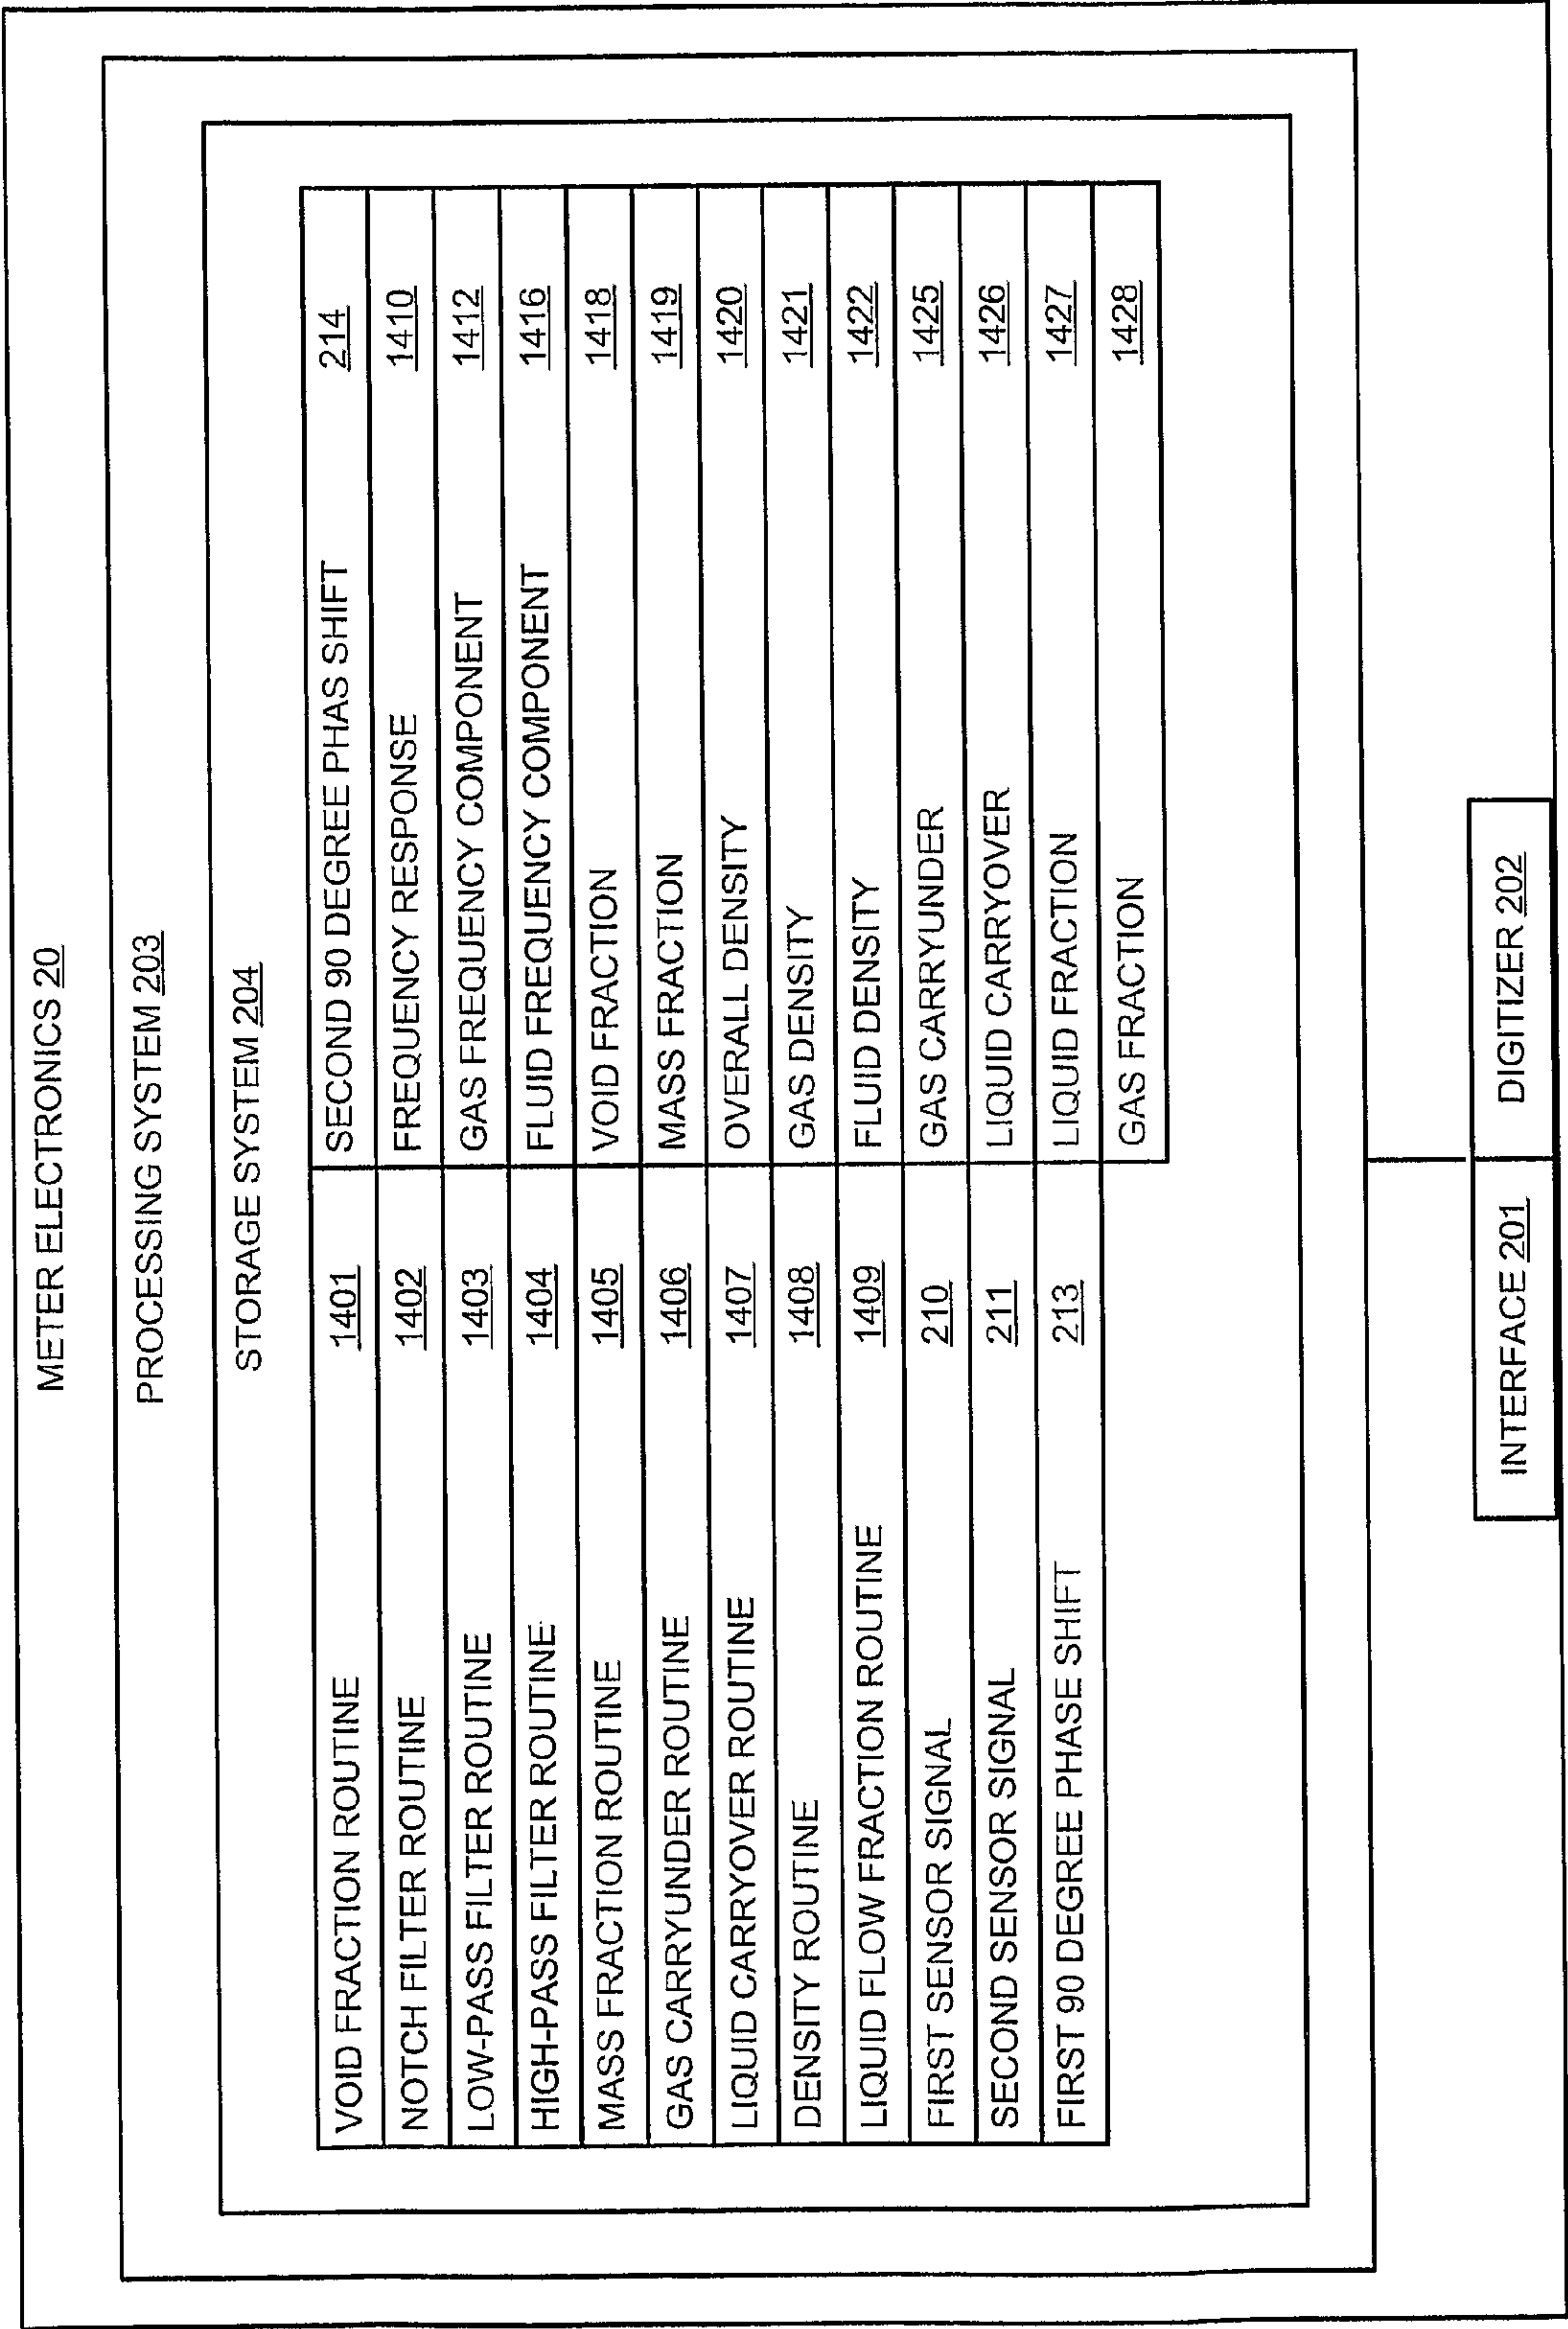 METER ELECTRONICS 20
PROCESSING SYSTEM 203
STORAGE SYSTEM 204
VOID FRACTION ROUTINE 1401
NOTCH FILTER ROUTINE 1402
LOW-PASS FILTER ROUTINE 1403
HIGH-PASS FILTER ROUTINE 1404
MASS FRACTION ROUTINE 1405
GAS CARRYUNDER ROUTINE 1406
LIQUID CARRYOVER ROUTINE 1407
DENSITY ROUTINE 1408
LIQUID FLOW FRACTION ROUTINE 1409
FIRST SENSOR SIGNAL 210
SECOND SENSOR SIGNAL 211
FIRST 90 DEGREE PHASE SHIFT 213
SECOND 90 DEGREE PHAS SHIFT 214
FREQUENCY RESPONSE 1410
GAS FREQUENCY COMPONENT 1412
FLUID FREQUENCY COMPONENT 1416
VOID FRACTION 1418
MASS FRACTION 1419
OVERALL DENSITY 1420
GAS DENSITY 1421
FLUID DENSITY 1422
GAS CARRYUNDER 1425
LIQUID CARRYOVER 1426
LIQUID FRACTION 1427
GAS FRACTION 1428
INTERFACE 201
DIGITIZER 202